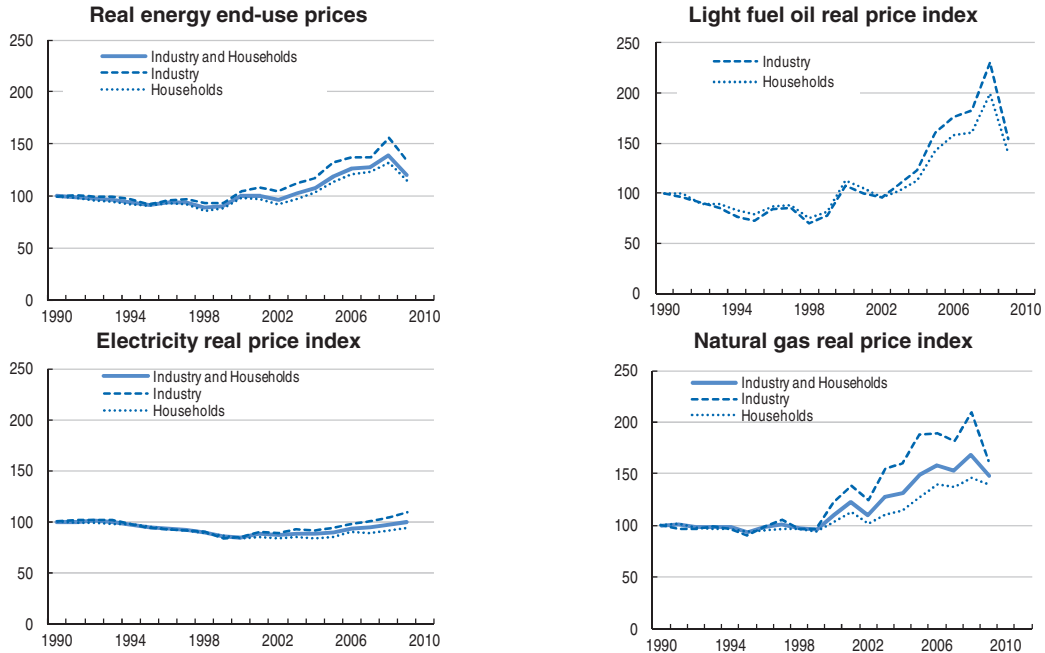 Real energy end-use prices
250
200
150
100
50
0
Industry and Households
Industry
Households
1990 1994 1998 2002 2006 2010
Light fuel oil real price index
250
200
150
100
50
0
Industry
Households
1990 1994 1998 2002 2006 2010
Electricity real price index
250
200
150
100
50
0
Industry and Households
Industry
Households
1990 1994 1998 2002 2006 2010
Natural gas real price index
250
200
150
100
50
0
Industry and Households
Industry
Households
1990 1994 1998 2002 2006 2010